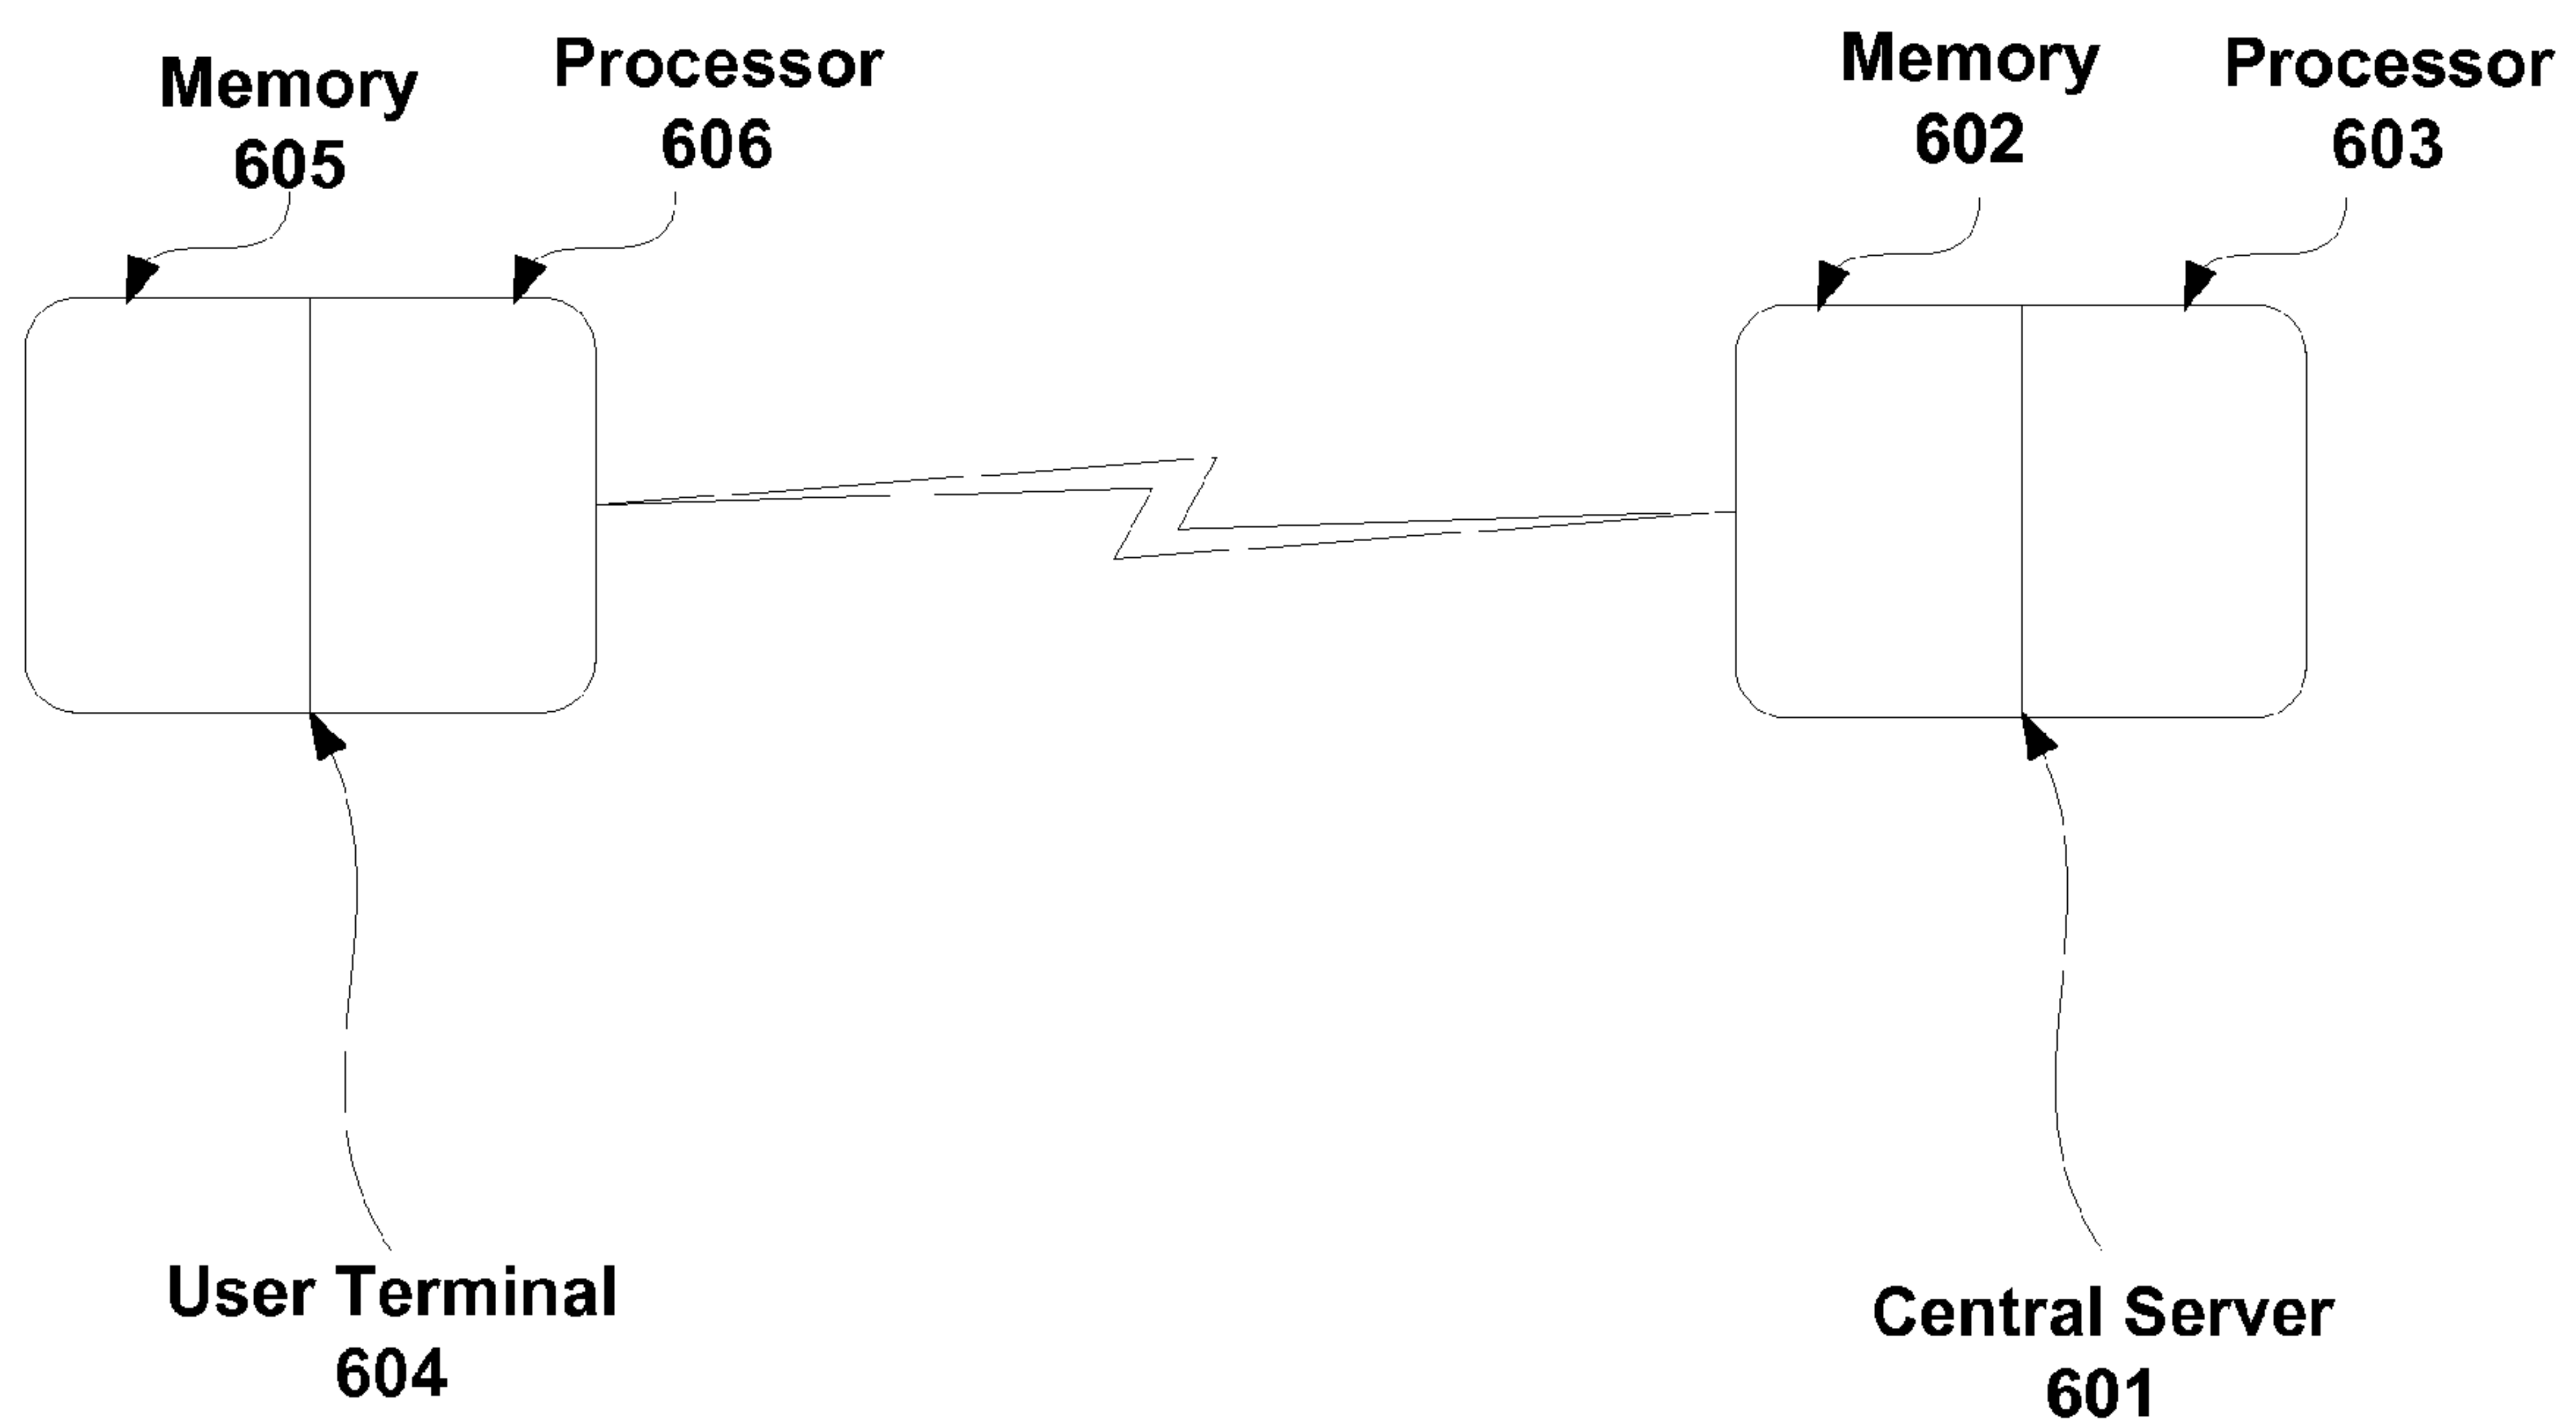 Memory
605
Processor
606
Memory
602
Processor
603
User Terminal
604
Central Server
601